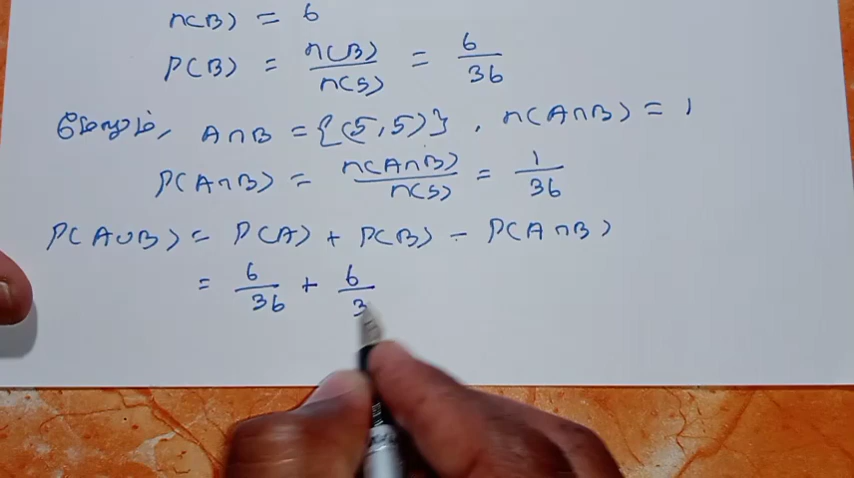 n(B) = 6
P(B) = n(B)/n(S) = 6/36
மேலும், A∩B = {(5,5)}, n(A∩B) = 1
P(A∩B) = n(A∩B)/n(S) = 1/36
P(A∪B) = P(A) + P(B) - P(A∩B)
= 6/36 + 6/3